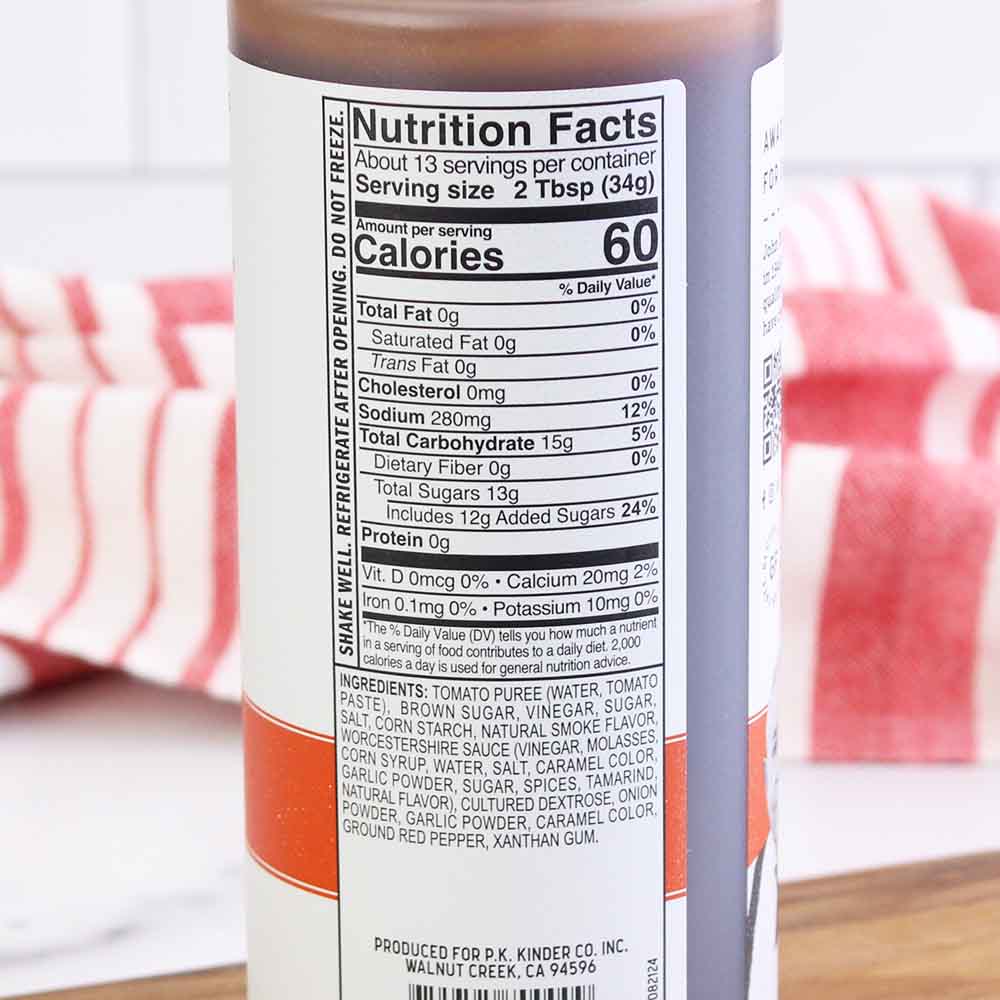 SHAKE WELL. REFRIGERATE AFTER OPENING. DO NOT FREEZE.
Nutrition Facts
About 13 servings per container
Serving size 2 Tbsp (34g)
Amount per serving
Calories 60
% Daily Value*
Total Fat 0g 0%
Saturated Fat 0g 0%
Trans Fat 0g
Cholesterol 0mg 0%
Sodium 280mg 12%
Total Carbohydrate 15g 5%
Dietary Fiber 0g 0%
Total Sugars 13g
Includes 12g Added Sugars 24%
Protein 0g
Vit. D 0mcg 0% • Calcium 20mg 2%
Iron 0.1mg 0% • Potassium 10mg 0%
*The % Daily Value (DV) tells you how much a nutrient
in a serving of food contributes to a daily diet. 2,000
calories a day is used for general nutrition advice.
INGREDIENTS: TOMATO PUREE (WATER, TOMATO
PASTE), BROWN SUGAR, VINEGAR, SUGAR,
SALT, CORN STARCH, NATURAL SMOKE FLAVOR,
WORCESTERSHIRE SAUCE (VINEGAR, MOLASSES,
CORN SYRUP, WATER, SALT, CARAMEL COLOR,
GARLIC POWDER, SUGAR, SPICES, TAMARIND,
NATURAL FLAVOR), CULTURED DEXTROSE, ONION
POWDER, GARLIC POWDER, CARAMEL COLOR,
GROUND RED PEPPER, XANTHAN GUM.
PRODUCED FOR P.K. KINDER CO. INC.
WALNUT CREEK, CA 94596
082124
FOR